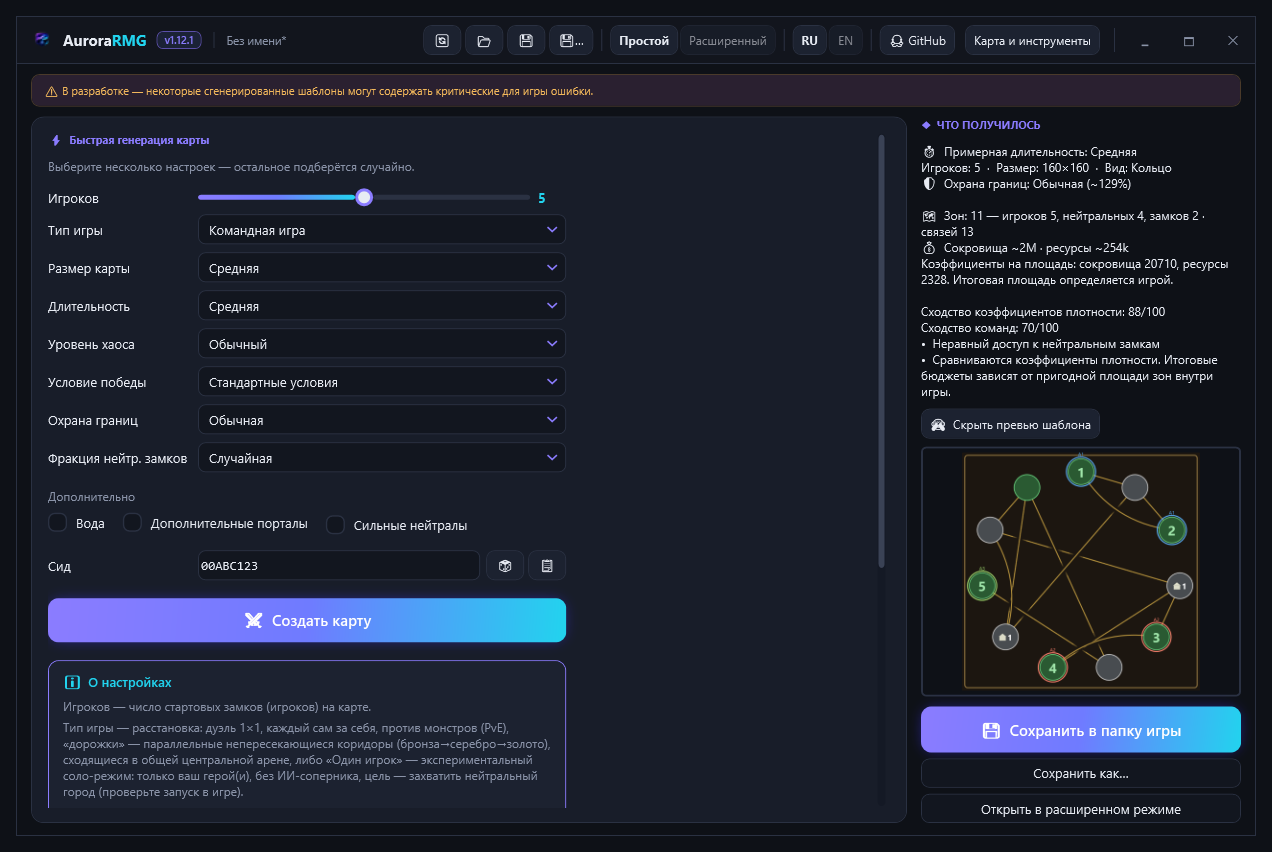 AuroraRMG v1.12.1 Без имени* Простой Расширенный RU EN GitHub Карта и инструменты
В разработке — некоторые сгенерированные шаблоны могут содержать критические для игры ошибки.
Быстрая генерация карты
Выберите несколько настроек — остальное подберётся случайно.
Игроков 5
Тип игры Командная игра
Размер карты Средняя
Длительность Средняя
Уровень хаоса Обычный
Условие победы Стандартные условия
Охрана границ Обычная
Фракция нейтр. замков Случайная
Дополнительно
Вода Дополнительные порталы Сильные нейтралы
Сид 00ABC123
Создать карту
О настройках
Игроков — число стартовых замков (игроков) на карте.
Тип игры — расстановка: дуэль 1×1, каждый сам за себя, против монстров (PvE),
«дорожки» — параллельные непересекающиеся коридоры (бронза→серебро→золото),
сходящиеся в общей центральной арене, либо «Один игрок» — экспериментальный
соло-режим: только ваш герой(и), без ИИ-соперника, цель — захватить нейтральный
город (проверьте запуск в игре).
ЧТО ПОЛУЧИЛОСЬ
Примерная длительность: Средняя
Игроков: 5 · Размер: 160×160 · Вид: Кольцо
Охрана границ: Обычная (~129%)
Зон: 11 — игроков 5, нейтральных 4, замков 2 ·
связей 13
Сокровища ~2M · ресурсы ~254k
Коэффициенты на площадь: сокровища 20710, ресурсы
2328. Итоговая площадь определяется игрой.
Сходство коэффициентов плотности: 88/100
Сходство команд: 70/100
• Неравный доступ к нейтральным замкам
• Сравниваются коэффициенты плотности. Итоговые
бюджеты зависят от пригодной площади зон внутри
игры.
Скрыть превью шаблона
1
2
5
1
1
3
4
Сохранить в папку игры
Сохранить как...
Открыть в расширенном режиме